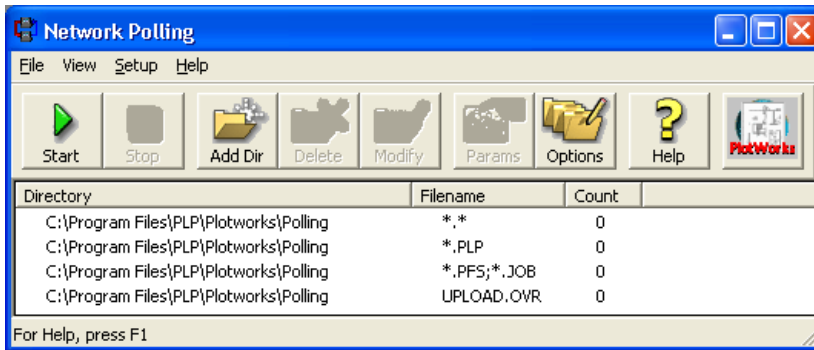 Network Polling
File View Setup Help
Start Stop Add Dir Delete Modify Params Options Help PlotWorks
Directory Filename Count
C:\Program Files\PLP\Plotworks\Polling *.* 0
C:\Program Files\PLP\Plotworks\Polling *.PLP 0
C:\Program Files\PLP\Plotworks\Polling *.PFS;*.JOB 0
C:\Program Files\PLP\Plotworks\Polling UPLOAD.OVR 0
For Help, press F1